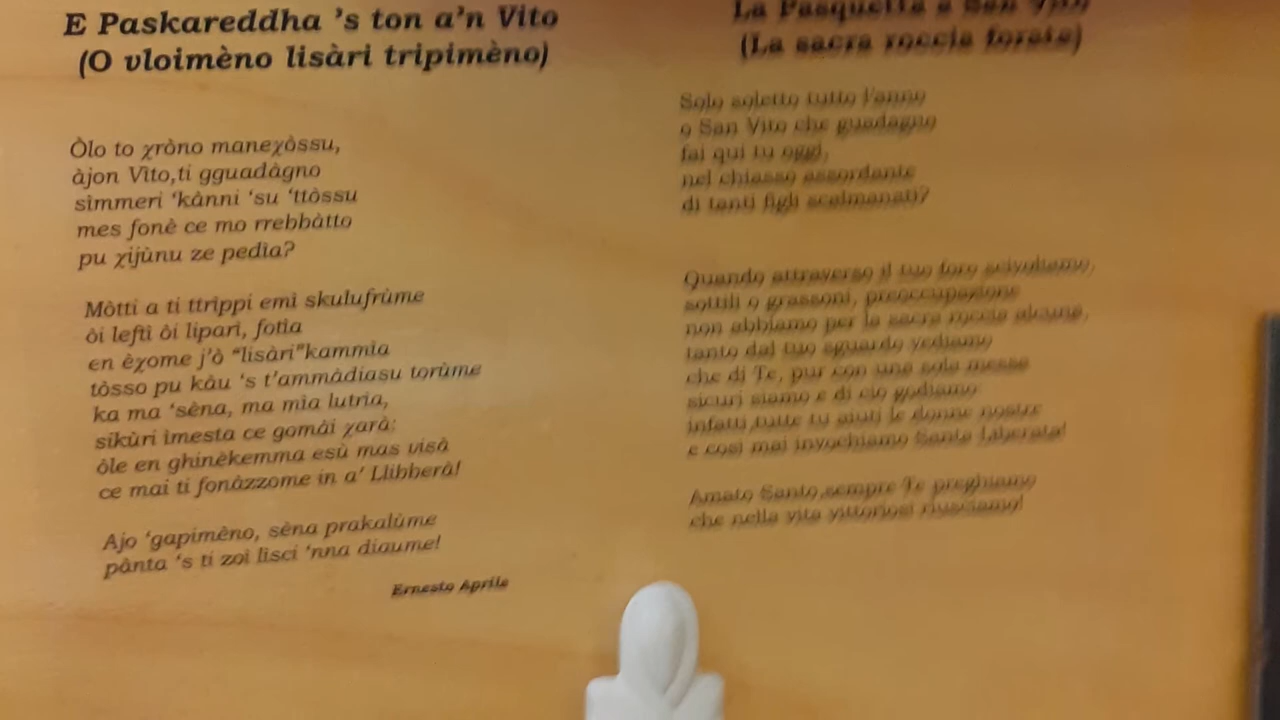 E Paskareddha 's ton a'n Vito
(O vloimèno lisàri tripimèno)
Òlo to χròno maneχòssu,
àjon Vito,ti gguadàgno
sìmmeri 'kànni 'su 'ttòssu
mes fonè ce mo rrebbàtto
pu χijùnu ze pedìa?
Mòtti a ti ttrìppi emì skulufrùme
òi leftì òi liparì, fotìa
en èχome j'ò "lisàri"kammìa
tòsso pu kàu 's t'ammàdiasu torùme
ka ma 'sèna, ma mìa lutrìa,
sikùri ìmesta ce gomài χarà:
òle en ghinèkemma esù mas visà
ce mai ti fonàzzome in a' Llibberà!
Ajo 'gapimèno, sèna prakalùme
pànta 's ti zoì lìsci 'nna diaume!
Ernesto Aprile
La Pasquetta a San Vito
(La sacra roccia forata)
Solo soletto tutto l'anno
o San Vito che guadagno
fai qui tu oggi,
nel chiasso assordante
di tanti figli scalmanati?
Quando attraverso il tuo foro scivoliamo,
sottili o grassoni, preoccupazione
non abbiamo per la sacra roccia alcuna,
tanto dal tuo sguardo vediamo
che di Te, pur con una sola messa
sicuri siamo e di ciò godiamo:
infatti,tutte tu aiuti le donne nostre
e così mai invochiamo Santa Liberata!
Amato Santo,sempre Te preghiamo
che nella vita vittoriosi riusciamo!